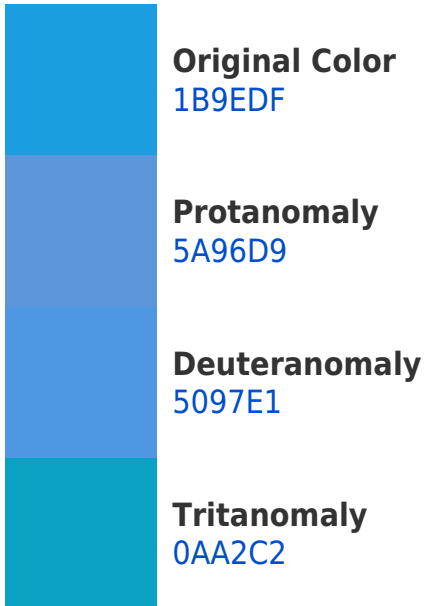 Original Color
1B9EDF
Protanomaly
5A96D9
Deuteranomaly
5097E1
Tritanomaly
0AA2C2